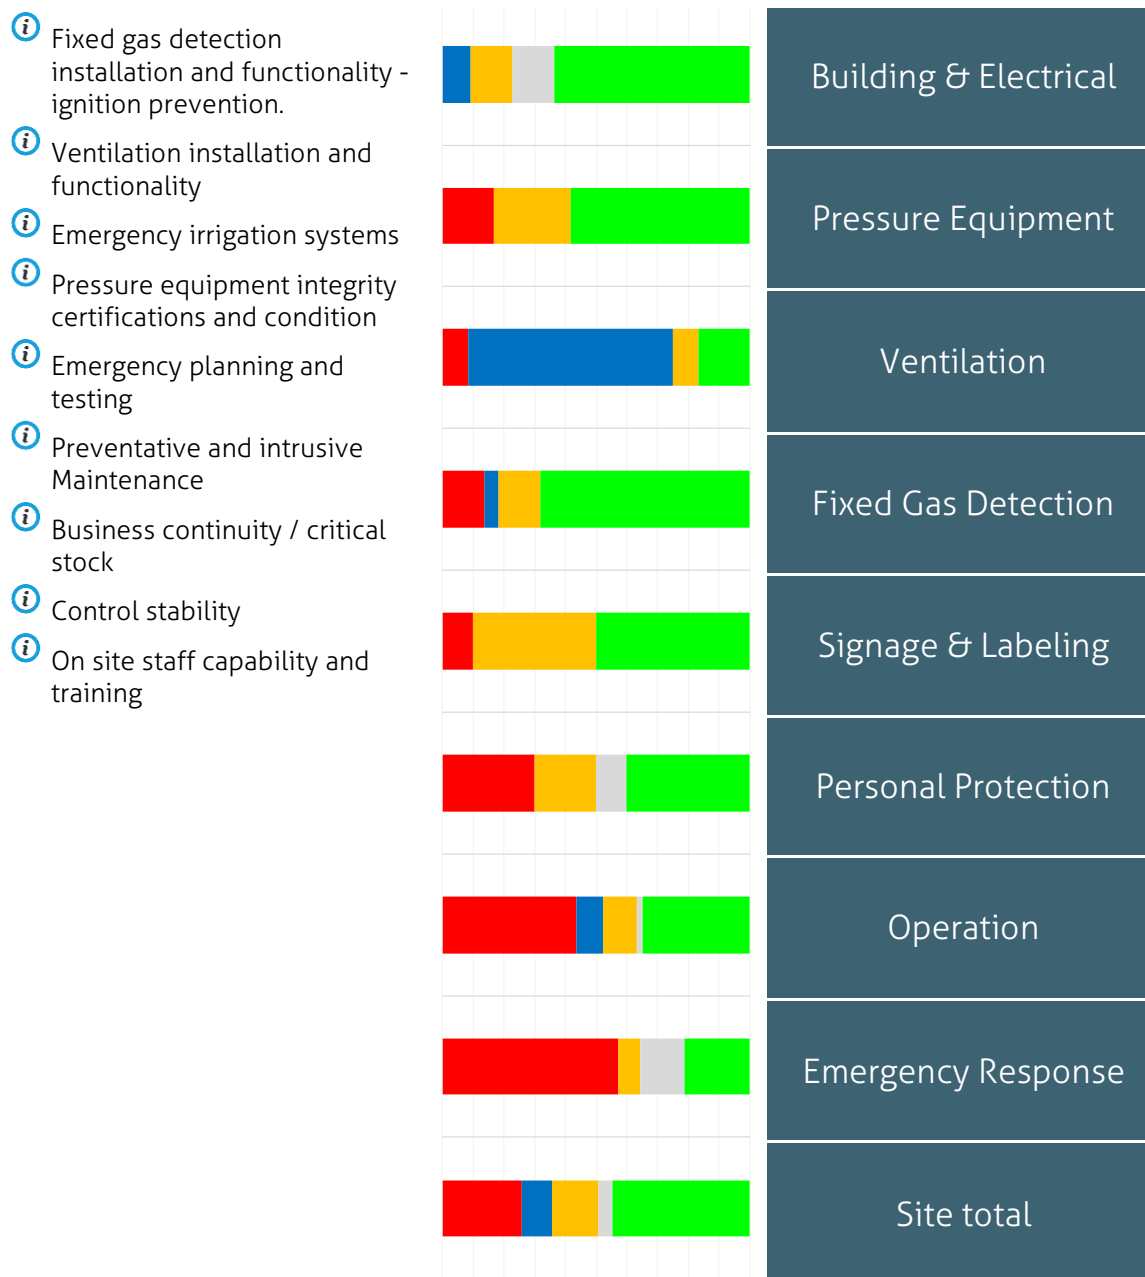 Fixed gas detection
installation and functionality -
ignition prevention.
Ventilation installation and
functionality
Emergency irrigation systems
Pressure equipment integrity
certifications and condition
Emergency planning and
testing
Preventative and intrusive
Maintenance
Business continuity / critical
stock
Control stability
On site staff capability and
training
Building & Electrical
Pressure Equipment
Ventilation
Fixed Gas Detection
Signage & Labeling
Personal Protection
Operation
Emergency Response
Site total